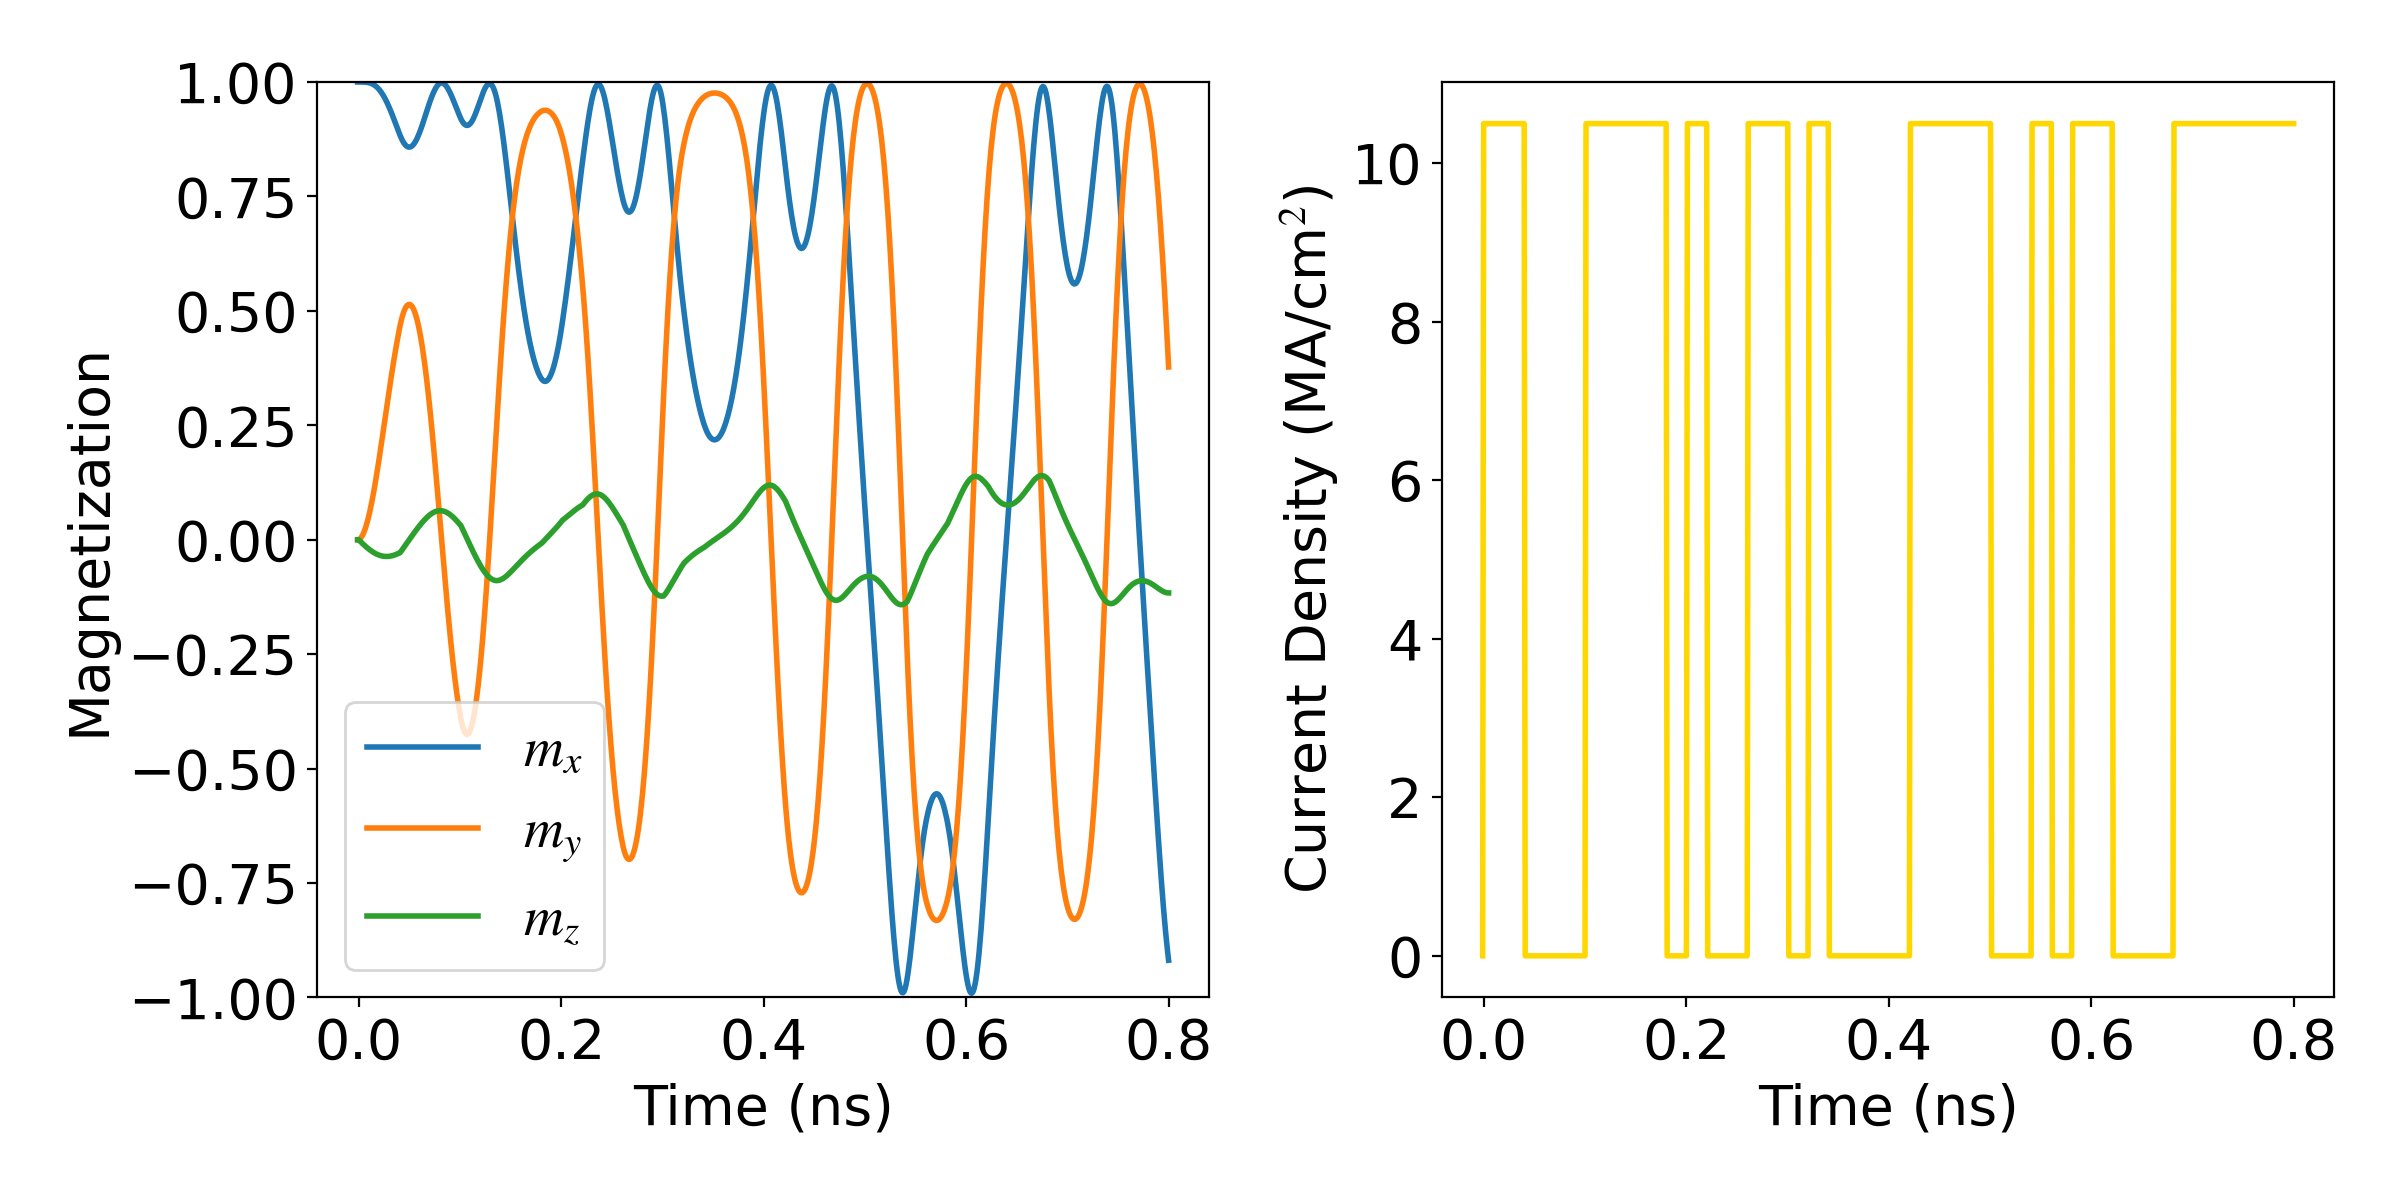 Magnetization
1.00
0.75
0.50
0.25
0.00
−0.25
−0.50
−0.75
−1.00
m_x
m_y
m_z
0.0 0.2 0.4 0.6 0.8
Time (ns)
Current Density (MA/cm²)
10
8
6
4
2
0
0.0 0.2 0.4 0.6 0.8
Time (ns)